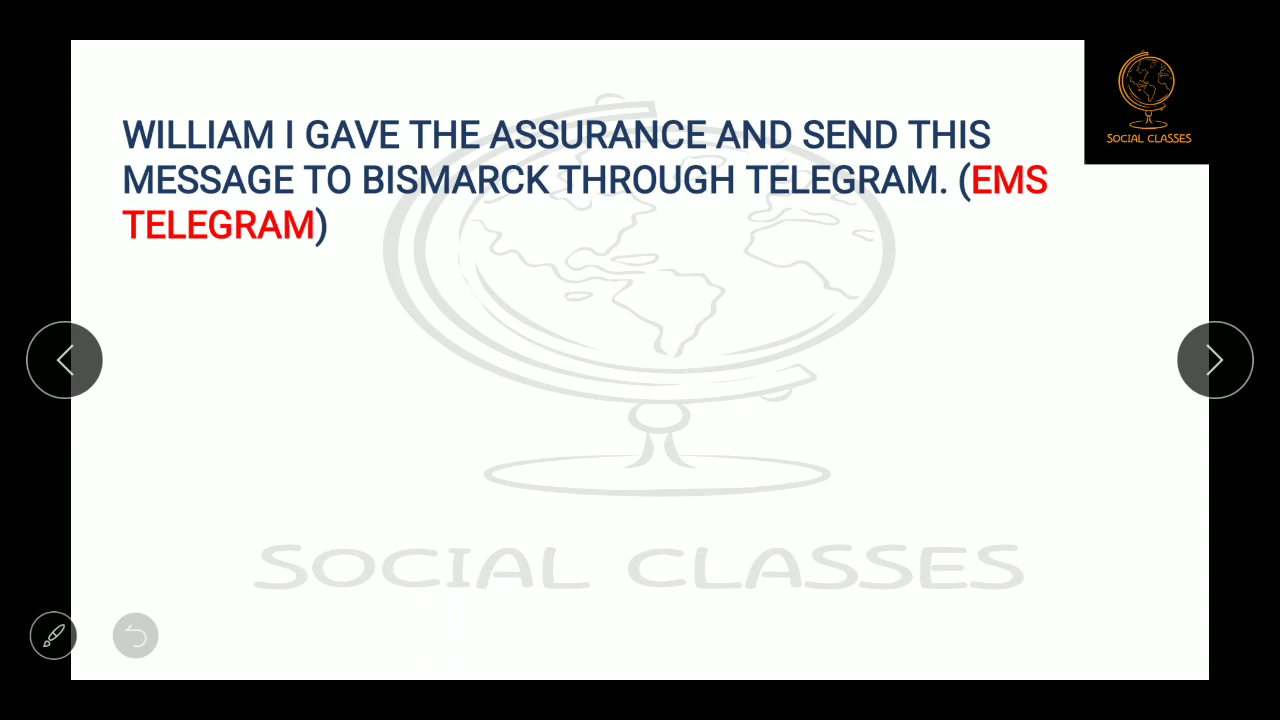 WILLIAM I GAVE THE ASSURANCE AND SEND THIS
MESSAGE TO BISMARCK THROUGH TELEGRAM. (EMS
TELEGRAM)
SOCIAL CLASSES
SOCIAL CLASSES